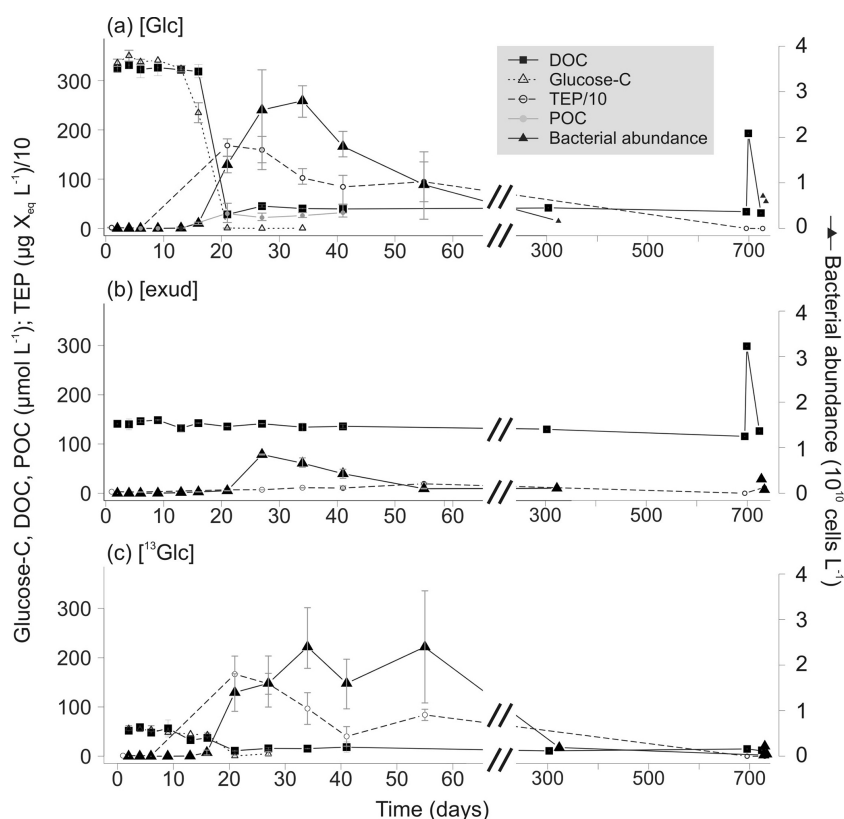 (a) [Glc]
DOC
Glucose-C
TEP/10
POC
Bacterial abundance
300
200
100
0
4
3
2
1
0
0 10 20 30 40 50 60 300 500 700
(b) [exud]
300
200
100
0
4
3
2
1
0
0 10 20 30 40 50 60 300 500 700
(c) [¹³Glc]
300
200
100
0
4
3
2
1
0
0 10 20 30 40 50 60 300 500 700
Time (days)
Glucose-C, DOC, POC (µmol L⁻¹); TEP (µg Xeq L⁻¹)/10
Bacterial abundance (10¹⁰ cells L⁻¹)